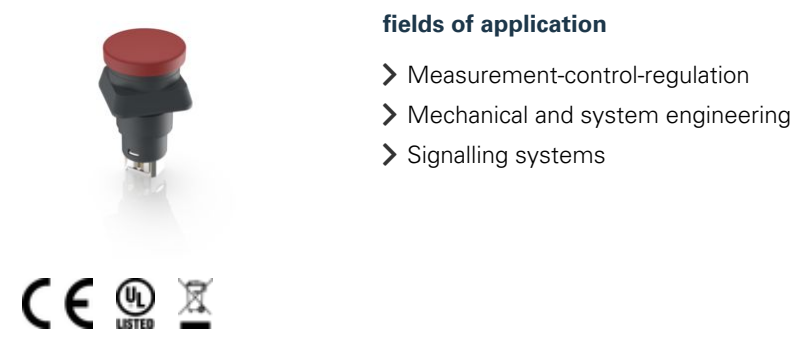 fields of application
Measurement-control-regulation
Mechanical and system engineering
Signalling systems
CE
UL
LISTED